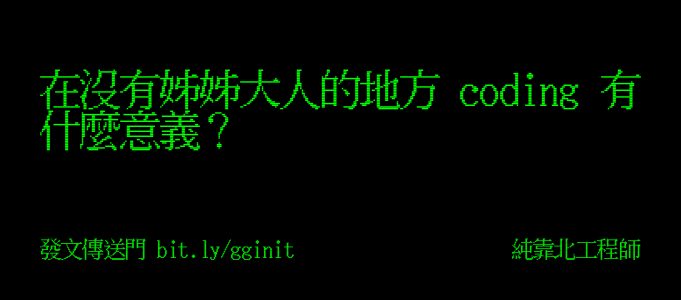 在沒有姊姊大人的地方 coding 有
什麼意義？
發文傳送門 bit.ly/gginit
純靠北工程師